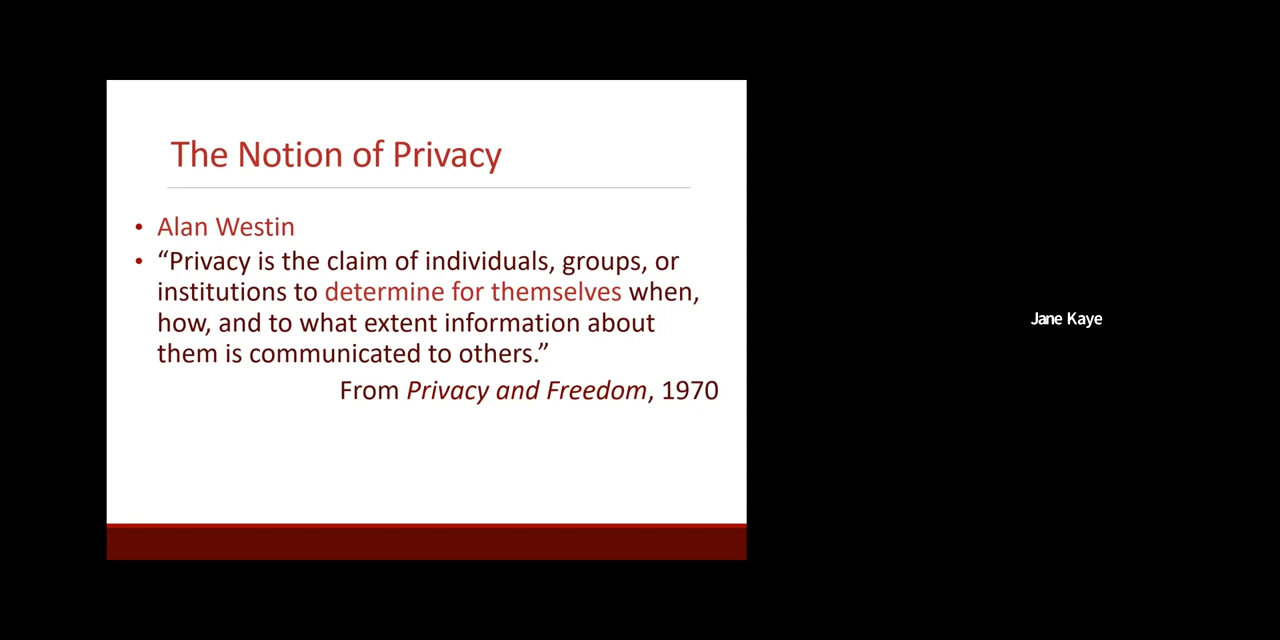 The Notion of Privacy
• Alan Westin
• “Privacy is the claim of individuals, groups, or
institutions to determine for themselves when,
how, and to what extent information about
them is communicated to others.”
From Privacy and Freedom, 1970
Jane Kaye